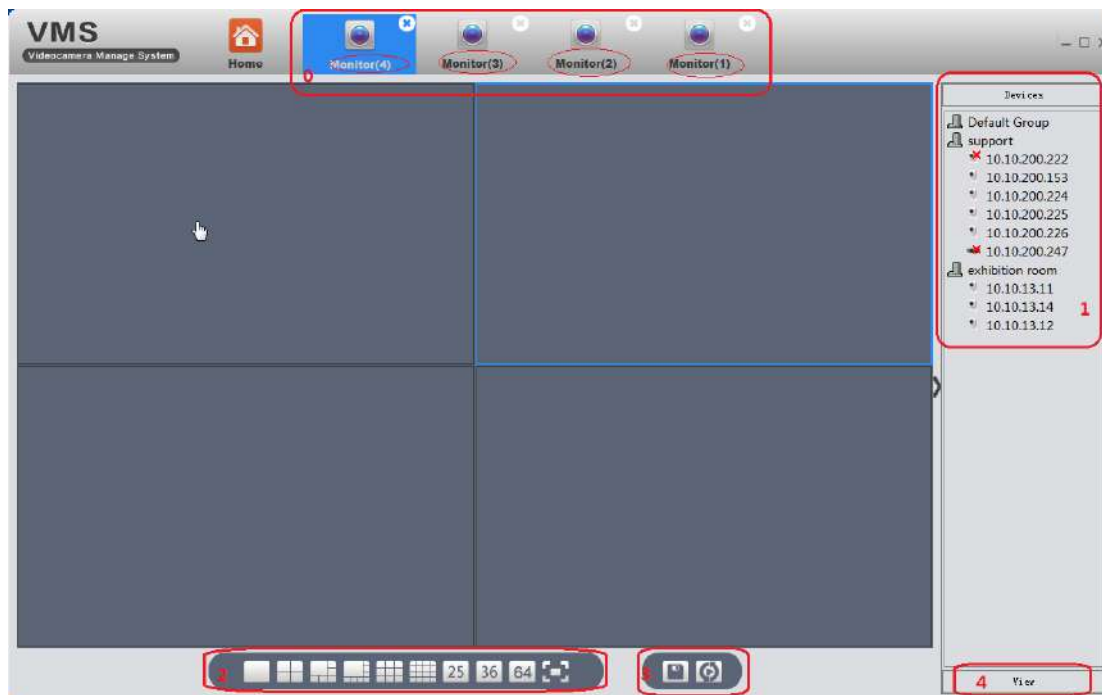 VMS
Videocamera Manage System
Home
Monitor(4)
Monitor(3)
Monitor(2)
Monitor(1)
0
Devices
Default Group
support
10.10.200.222
10.10.200.153
10.10.200.224
10.10.200.225
10.10.200.226
10.10.200.247
exhibition room
10.10.13.11
10.10.13.14
10.10.13.12
1
2
25
36
64
3
4
View